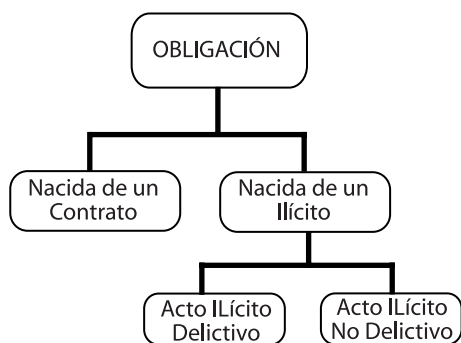 OBLIGACIÓN
Nacida de un
Contrato
Nacida de un
Ilícito
Acto ILícito
Delictivo
Acto ILícito
No Delictivo